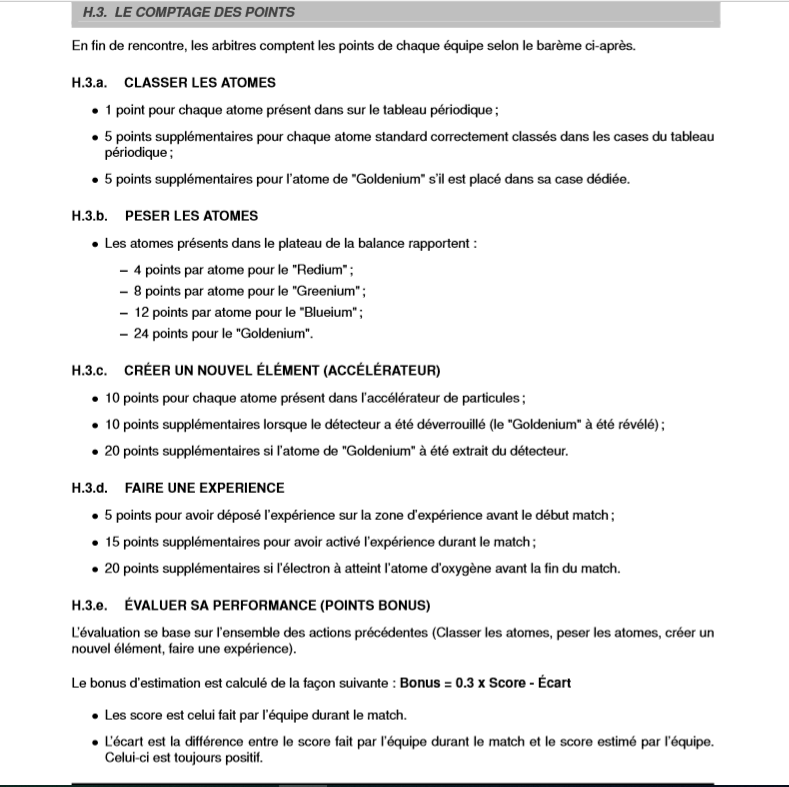 H.3. LE COMPTAGE DES POINTS
En fin de rencontre, les arbitres comptent les points de chaque équipe selon le barème ci-après.
H.3.a. CLASSER LES ATOMES
• 1 point pour chaque atome présent dans sur le tableau périodique ;
• 5 points supplémentaires pour chaque atome standard correctement classés dans les cases du tableau
périodique ;
• 5 points supplémentaires pour l'atome de "Goldenium" s'il est placé dans sa case dédiée.
H.3.b. PESER LES ATOMES
• Les atomes présents dans le plateau de la balance rapportent :
– 4 points par atome pour le "Redium" ;
– 8 points par atome pour le "Greenium" ;
– 12 points par atome pour le "Blueium" ;
– 24 points pour le "Goldenium".
H.3.c. CRÉER UN NOUVEL ÉLÉMENT (ACCÉLÉRATEUR)
• 10 points pour chaque atome présent dans l'accélérateur de particules ;
• 10 points supplémentaires lorsque le détecteur a été déverrouillé (le "Goldenium" à été révélé) ;
• 20 points supplémentaires si l'atome de "Goldenium" à été extrait du détecteur.
H.3.d. FAIRE UNE EXPERIENCE
• 5 points pour avoir déposé l'expérience sur la zone d'expérience avant le début match ;
• 15 points supplémentaires pour avoir activé l'expérience durant le match ;
• 20 points supplémentaires si l'électron à atteint l'atome d'oxygène avant la fin du match.
H.3.e. ÉVALUER SA PERFORMANCE (POINTS BONUS)
L'évaluation se base sur l'ensemble des actions précédentes (Classer les atomes, peser les atomes, créer un
nouvel élément, faire une expérience).
Le bonus d'estimation est calculé de la façon suivante : Bonus = 0.3 x Score - Écart
• Les score est celui fait par l'équipe durant le match.
• L'écart est la différence entre le score fait par l'équipe durant le match et le score estimé par l'équipe.
Celui-ci est toujours positif.